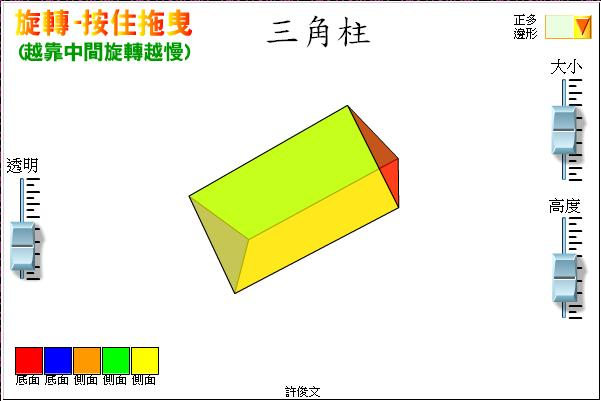 旋轉-按住拖曳
(越靠中間旋轉越慢)
三角柱
正多
邊形
大小
透明
高度
底面 底面 側面 側面 側面
許俊文